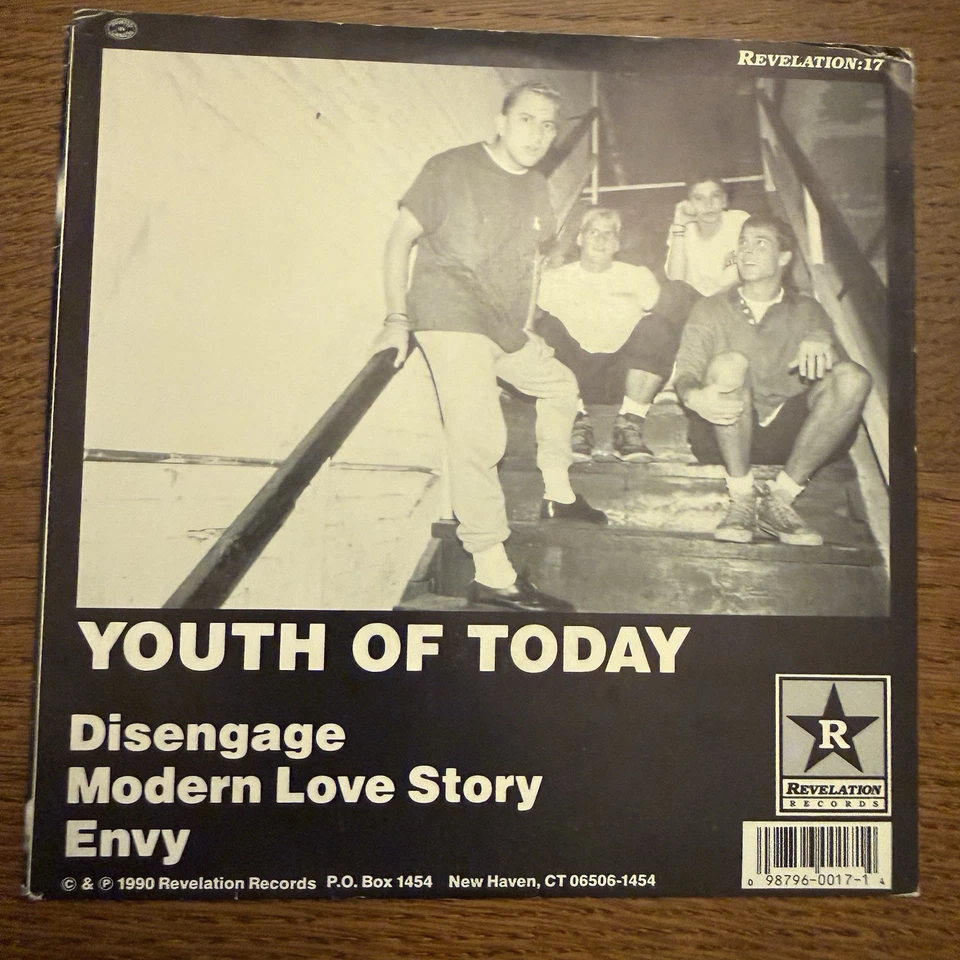 REVELATION:17
YOUTH OF TODAY
Disengage
Modern Love Story
Envy
© & ℗ 1990 Revelation Records P.O. Box 1454 New Haven, CT 06506-1454
R
REVELATION
RECORDS
0 98796-0017-1 4